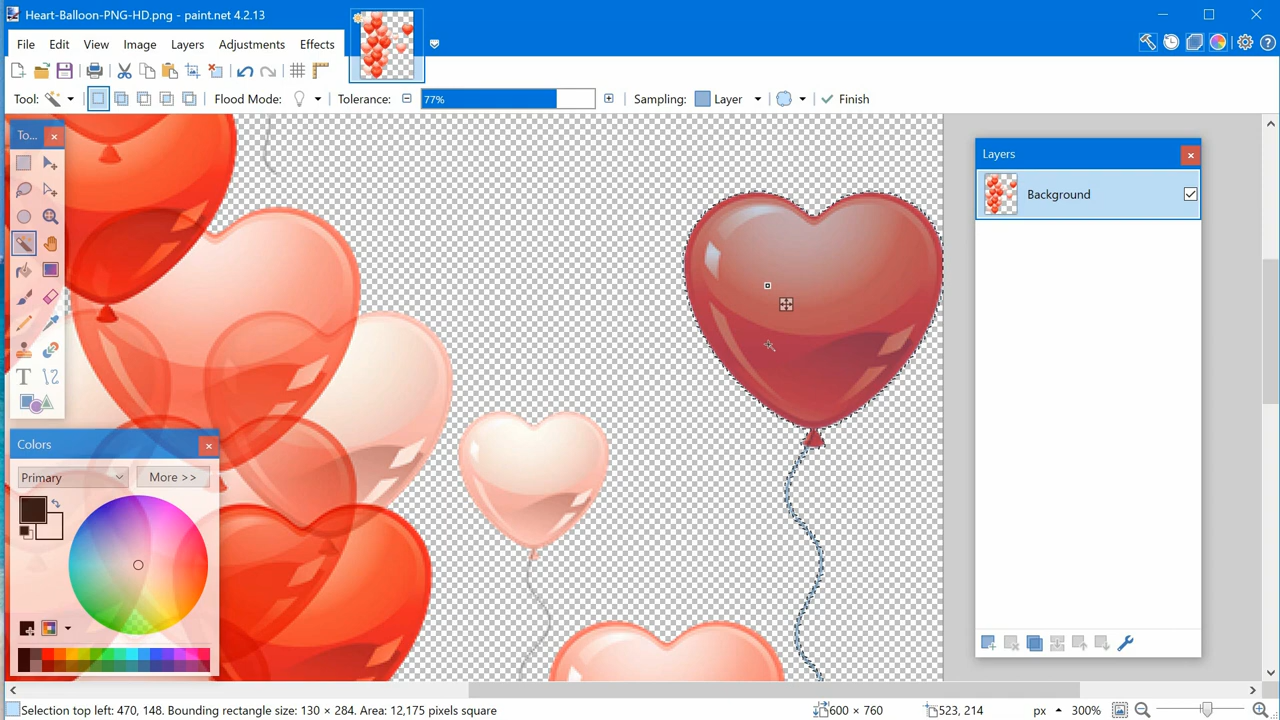 Heart-Balloon-PNG-HD.png - paint.net 4.2.13
File Edit View Image Layers Adjustments Effects
Tool: Flood Mode: Tolerance: 77% Sampling: Layer Finish
To...
Layers
Background
Colors
Primary More >>
Selection top left: 470, 148. Bounding rectangle size: 130 × 284. Area: 12,175 pixels square 600 × 760 523, 214 px 300%